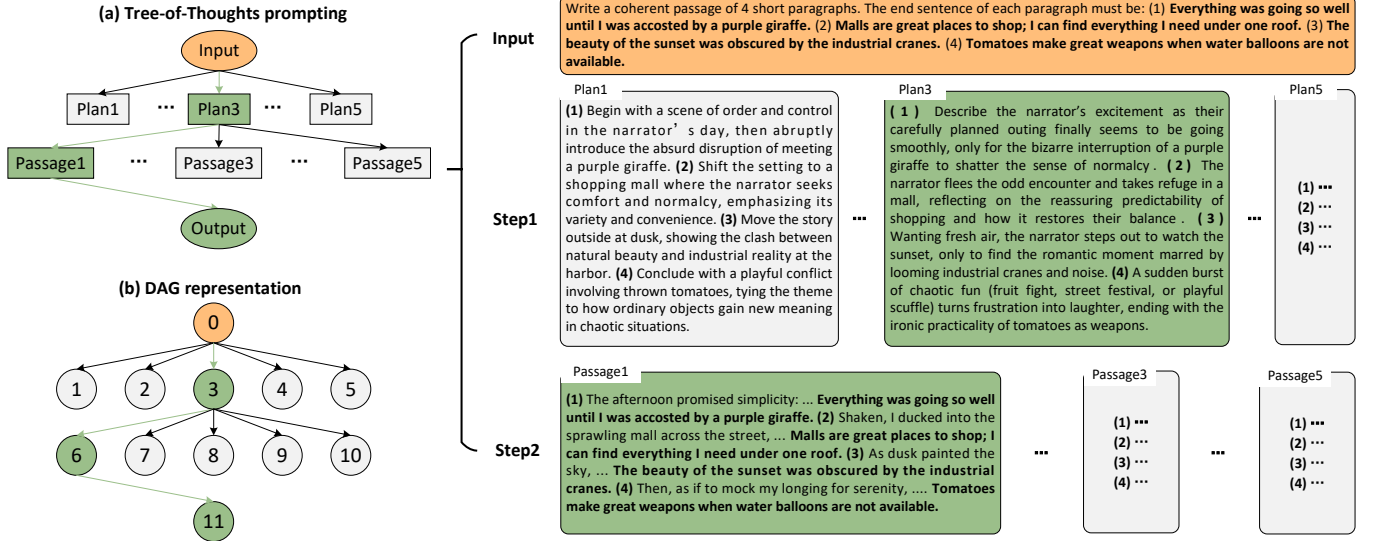 (a) Tree-of-Thoughts prompting
Input
Plan1
...
Plan3
...
Plan5
Passage1
...
Passage3
...
Passage5
Output
(b) DAG representation
0
1
2
3
4
5
6
7
8
9
10
11
Input
Write a coherent passage of 4 short paragraphs. The end sentence of each paragraph must be: (1) Everything was going so well
until I was accosted by a purple giraffe. (2) Malls are great places to shop; I can find everything I need under one roof. (3) The
beauty of the sunset was obscured by the industrial cranes. (4) Tomatoes make great weapons when water balloons are not
available.
Step1
Plan1
(1) Begin with a scene of order and control
in the narrator's day, then abruptly
introduce the absurd disruption of meeting
a purple giraffe. (2) Shift the setting to a
shopping mall where the narrator seeks
comfort and normalcy, emphasizing its
variety and convenience. (3) Move the story
outside at dusk, showing the clash between
natural beauty and industrial reality at the
harbor. (4) Conclude with a playful conflict
involving thrown tomatoes, tying the theme
to how ordinary objects gain new meaning
in chaotic situations.
...
Plan3
(1) Describe the narrator's excitement as their
carefully planned outing finally seems to be going
smoothly, only for the bizarre interruption of a purple
giraffe to shatter the sense of normalcy. (2) The
narrator flees the odd encounter and takes refuge in a
mall, reflecting on the reassuring predictability of
shopping and how it restores their balance. (3)
Wanting fresh air, the narrator steps out to watch the
sunset, only to find the romantic moment marred by
looming industrial cranes and noise. (4) A sudden burst
of chaotic fun (fruit fight, street festival, or playful
scuffle) turns frustration into laughter, ending with the
ironic practicality of tomatoes as weapons.
...
Plan5
(1) ...
(2) ...
(3) ...
(4) ...
Step2
Passage1
(1) The afternoon promised simplicity: ... Everything was going so well
until I was accosted by a purple giraffe. (2) Shaken, I ducked into the
sprawling mall across the street, ... Malls are great places to shop; I
can find everything I need under one roof. (3) As dusk painted the
sky, ... The beauty of the sunset was obscured by the industrial
cranes. (4) Then, as if to mock my longing for serenity, .... Tomatoes
make great weapons when water balloons are not available.
...
Passage3
(1) ...
(2) ...
(3) ...
(4) ...
...
Passage5
(1) ...
(2) ...
(3) ...
(4) ...